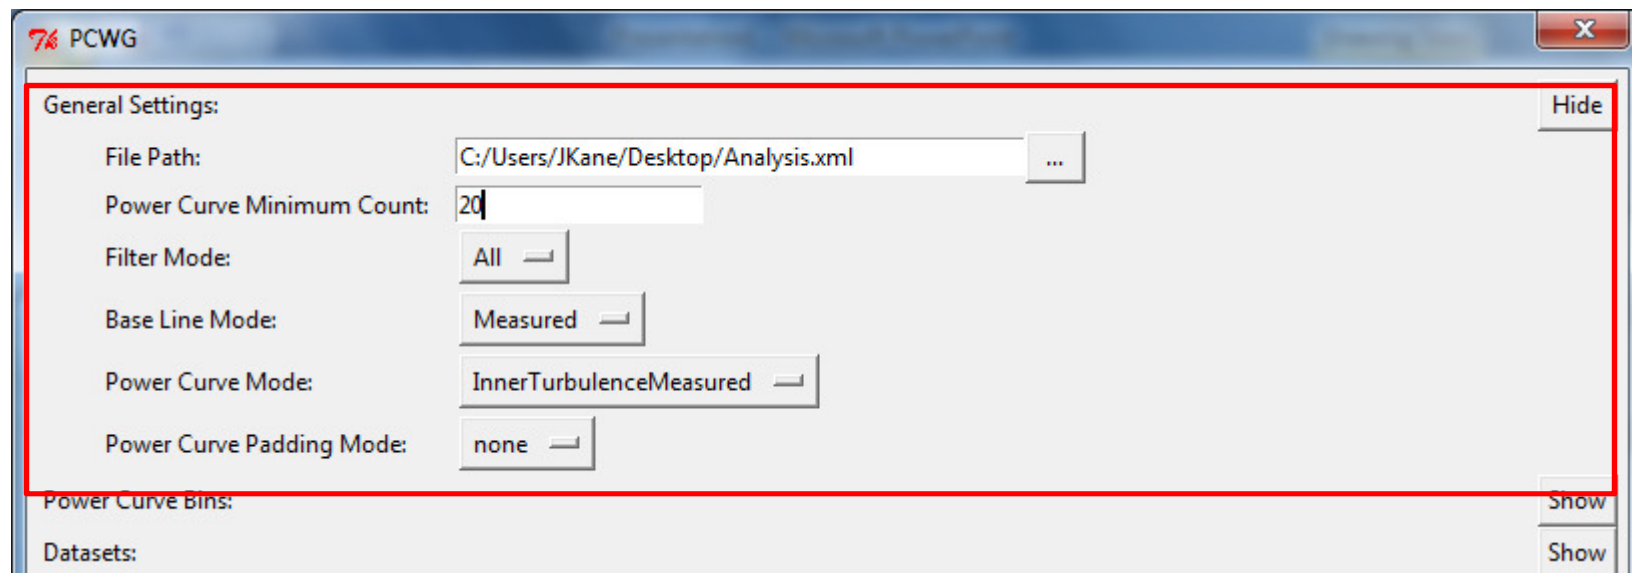 PCWG
General Settings: Hide
File Path: C:/Users/JKane/Desktop/Analysis.xml ...
Power Curve Minimum Count: 20
Filter Mode: All
Base Line Mode: Measured
Power Curve Mode: InnerTurbulenceMeasured
Power Curve Padding Mode: none
Power Curve Bins: Show
Datasets: Show